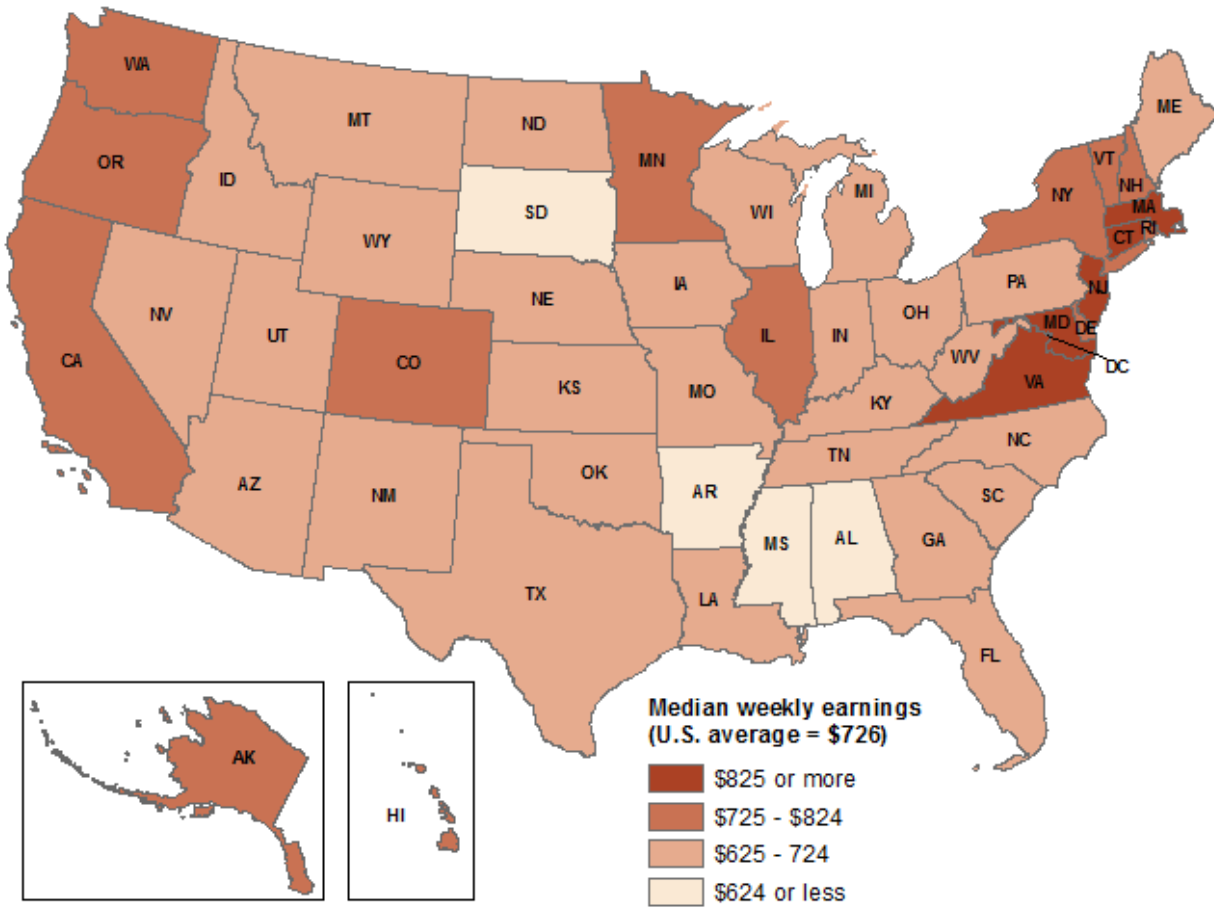 WA
MT
ND
MN
ME
OR
ID
SD
WI
MI
VT
NH
NY
MA
RI
CT
WY
IA
PA
NJ
NE
NV
UT
CA
CO
IL
IN
OH
MD
DE
WV
VA
DC
KS
MO
KY
NC
TN
AZ
NM
OK
AR
SC
MS
AL
GA
TX
LA
FL
AK
HI
Median weekly earnings
(U.S. average = $726)
$825 or more
$725 - $824
$625 - 724
$624 or less